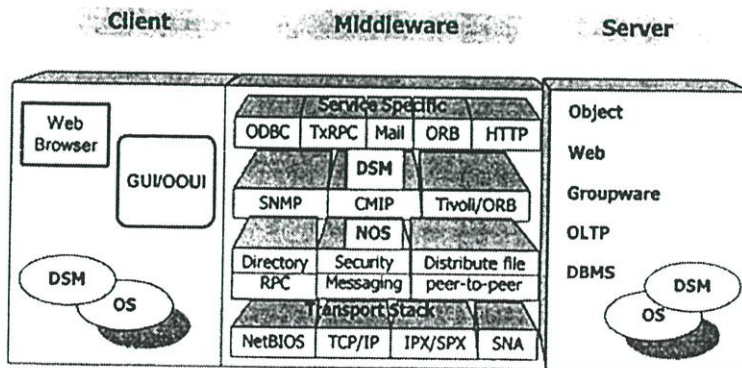 Client Middleware Server
Web
Browser
GUI/OOUI
DSM
OS
Service Specific
ODBC TxRPC Mail ORB HTTP
DSM
SNMP CMIP Tivoli/ORB
NOS
Directory Security Distribute file
RPC Messaging peer-to-peer
Transport Stack
NetBIOS TCP/IP IPX/SPX SNA
Object
Web
Groupware
OLTP
DBMS
DSM
OS